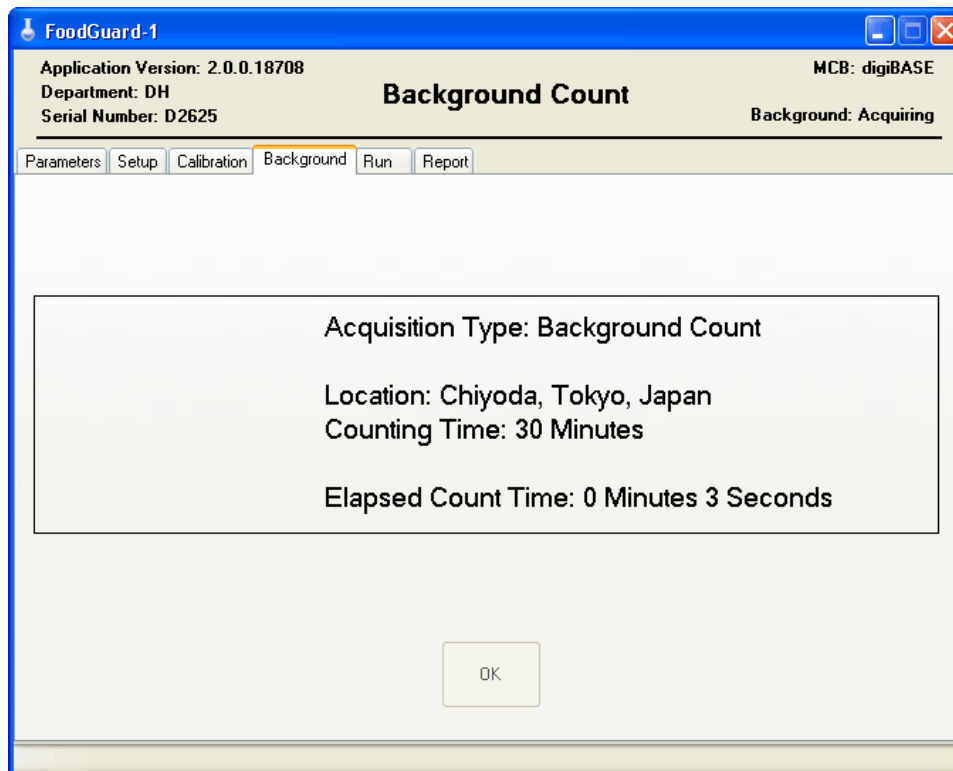 FoodGuard-1
Application Version: 2.0.0.18708
Department: DH
Serial Number: D2625
Background Count
MCB: digiBASE
Background: Acquiring
Parameters Setup Calibration Background Run Report
Acquisition Type: Background Count
Location: Chiyoda, Tokyo, Japan
Counting Time: 30 Minutes
Elapsed Count Time: 0 Minutes 3 Seconds
OK